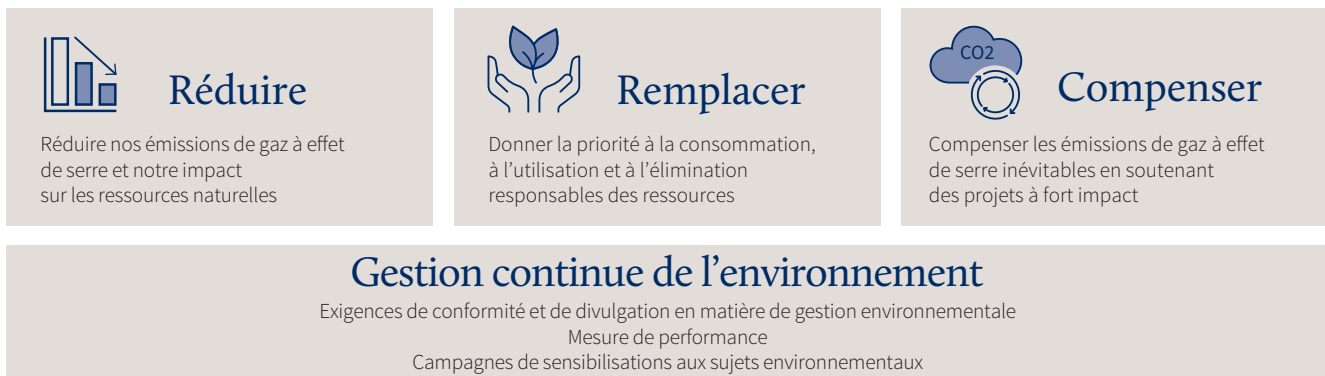 Réduire
Réduire nos émissions de gaz à effet
de serre et notre impact
sur les ressources naturelles
Remplacer
Donner la priorité à la consommation,
à l'utilisation et à l'élimination
responsables des ressources
CO2
Compenser
Compenser les émissions de gaz à effet
de serre inévitables en soutenant
des projets à fort impact
Gestion continue de l'environnement
Exigences de conformité et de divulgation en matière de gestion environnementale
Mesure de performance
Campagnes de sensibilisations aux sujets environnementaux